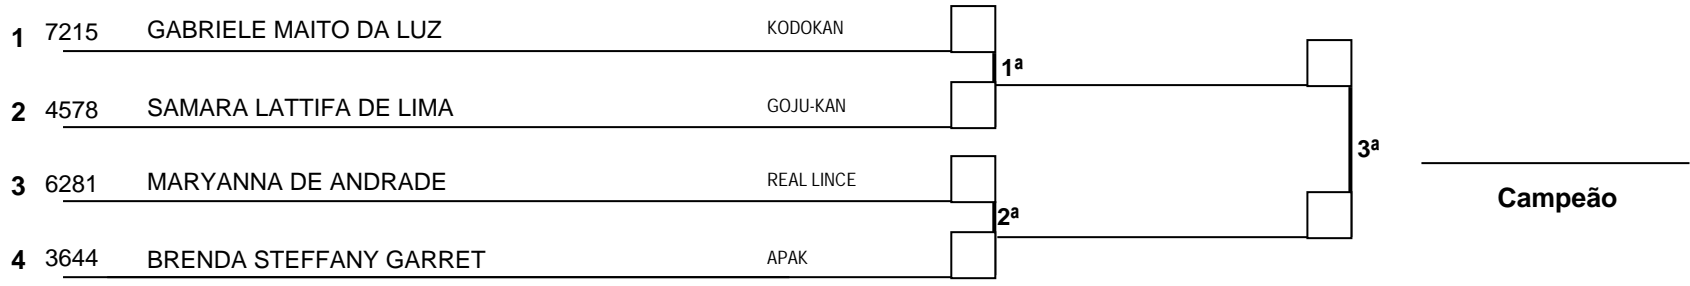 1 7215 GABRIELE MAITO DA LUZ KODOKAN
1ª
2 4578 SAMARA LATTIFA DE LIMA GOJU-KAN
3ª
3 6281 MARYANNA DE ANDRADE REAL LINCE
Campeão
2ª
4 3644 BRENDA STEFFANY GARRET APAK